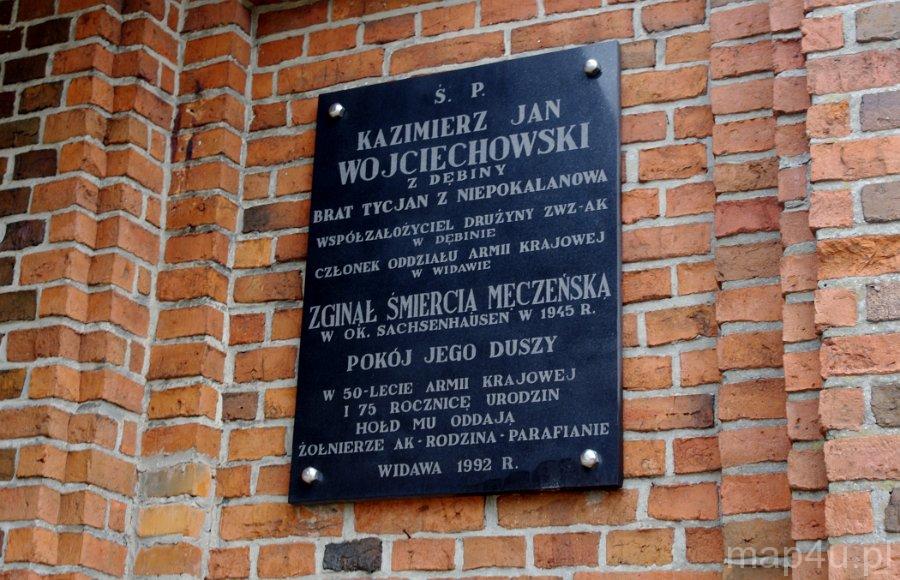 Ś. P.
KAZIMIERZ JAN
WOJCIECHOWSKI
Z DĘBINY
BRAT TYCJAN Z NIEPOKALANOWA
WSPÓŁZAŁOŻYCIEL DRUŻYNY ZWZ-AK
W DĘBINIE
CZŁONEK ODDZIAŁU ARMII KRAJOWEJ
W WIDAWIE
ZGINĄŁ ŚMIERCIĄ MĘCZEŃSKĄ
W OK. SACHSENHAUSEN W 1945 R.
POKÓJ JEGO DUSZY
W 50-LECIE ARMII KRAJOWEJ
I 75 ROCZNICĘ URODZIN
HOŁD MU ODDAJĄ
ŻOŁNIERZE AK - RODZINA - PARAFIANIE
WIDAWA 1992 R.
map4u.pl